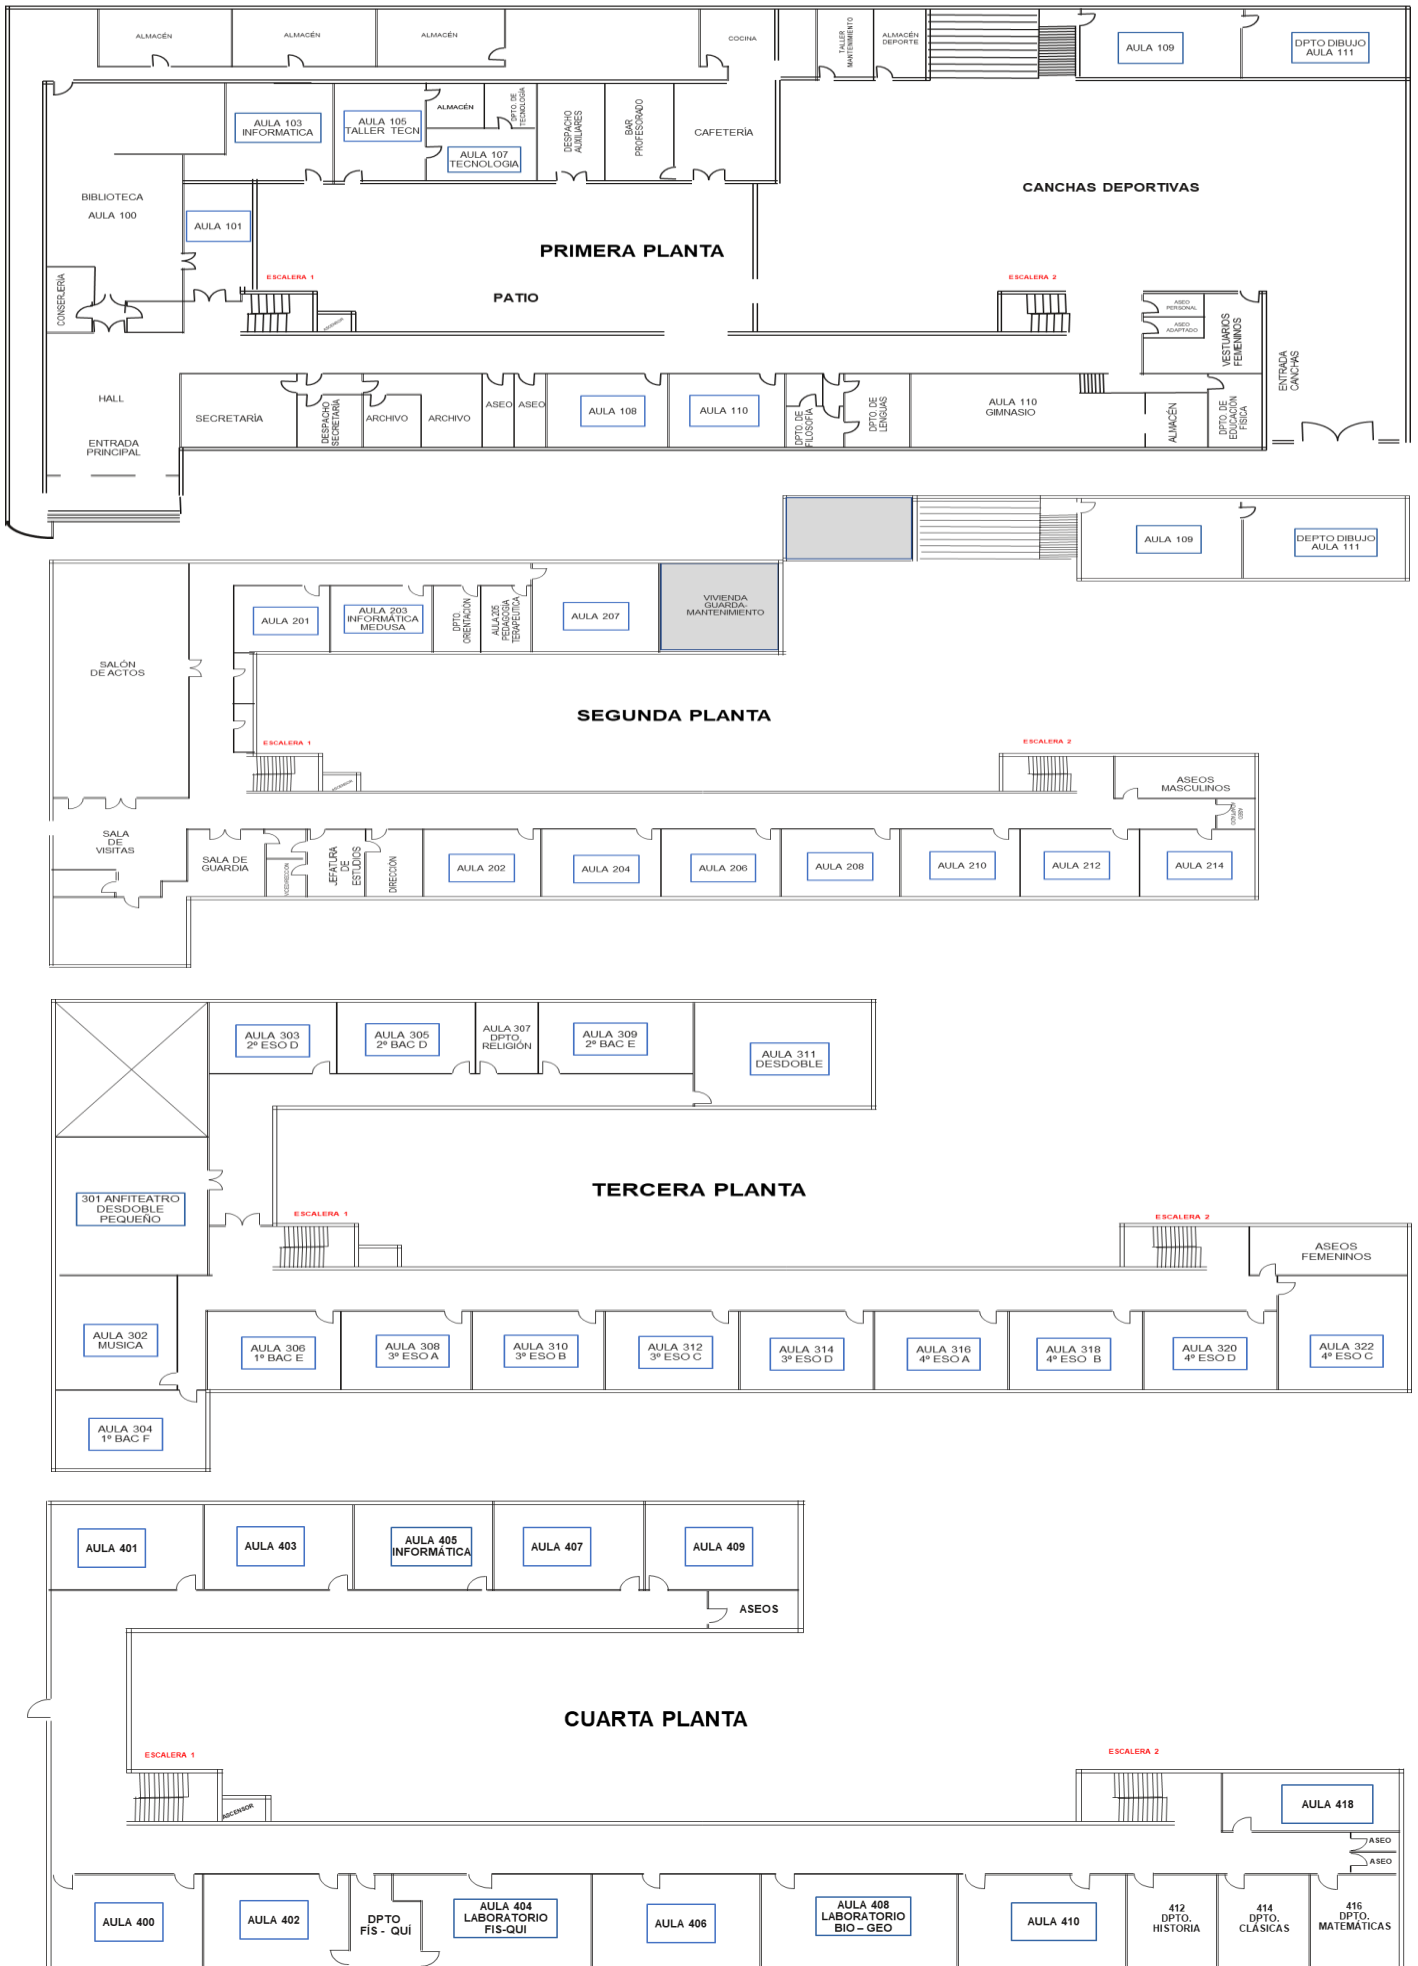 ALMACÉN
ALMACÉN
ALMACÉN
COCINA
TALLER
MANTENIMIENTO
ALMACÉN
DEPORTE
AULA 109
DPTO DIBUJO
AULA 111
AULA 103
INFORMATICA
AULA 105
TALLER TECN
ALMACÉN
DPTO. DE
TECNOLOGÍA
AULA 107
TECNOLOGIA
DESPACHO
AUXILIARES
BAR
PROFESORADO
CAFETERÍA
CANCHAS DEPORTIVAS
BIBLIOTECA
AULA 100
AULA 101
PRIMERA PLANTA
ESCALERA 1
ESCALERA 2
PATIO
CONSERJERÍA
ASCENSOR
ASEO
PERSONAL
ASEO
ADAPTADO
VESTUARIOS
FEMENINOS
ENTRADA
CANCHAS
HALL
SECRETARÌA
DESPACHO
SECRETARÍA
ARCHIVO
ARCHIVO
ASEO
ASEO
AULA 108
AULA 110
DPTO. DE
FILOSOFÍA
DPTO. DE
LENGUAS
AULA 110
GIMNASIO
ALMACÉN
DPTO. DE
EDUCACIÓN
FÍSICA
ENTRADA
PRINCIPAL
AULA 109
DEPTO DIBUJO
AULA 111
AULA 201
AULA 203
INFORMÁTICA
MEDUSA
DPTO.
ORIENTACIÓN
AULA 205
PEDAGOGÍA
TERAPEÚTICA
AULA 207
VIVIENDA
GUARDA-
MANTENIMIENTO
SALÓN
DE ACTOS
SEGUNDA PLANTA
ESCALERA 1
ESCALERA 2
ASCENSOR
ASEOS
MASCULINOS
ASEO
ADAPTADO
SALA
DE
VISITAS
SALA DE
GUARDIA
VICEDIRECCIÓN
JEFATURA
DE
ESTUDIOS
DIRECCIÓN
AULA 202
AULA 204
AULA 206
AULA 208
AULA 210
AULA 212
AULA 214
AULA 303
2º ESO D
AULA 305
2º BAC D
AULA 307
DPTO.
RELIGIÓN
AULA 309
2º BAC E
AULA 311
DESDOBLE
301 ANFITEATRO
DESDOBLE
PEQUEÑO
TERCERA PLANTA
ESCALERA 1
ESCALERA 2
ASEOS
FEMENINOS
AULA 302
MUSICA
AULA 306
1º BAC E
AULA 308
3º ESO A
AULA 310
3º ESO B
AULA 312
3º ESO C
AULA 314
3º ESO D
AULA 316
4º ESO A
AULA 318
4º ESO B
AULA 320
4º ESO D
AULA 322
4º ESO C
AULA 304
1º BAC F
AULA 401
AULA 403
AULA 405
INFORMÁTICA
AULA 407
AULA 409
ASEOS
CUARTA PLANTA
ESCALERA 1
ESCALERA 2
ASCENSOR
AULA 418
ASEO
ASEO
AULA 400
AULA 402
DPTO
FÍS - QUÍ
AULA 404
LABORATORIO
FIS-QUI
AULA 406
AULA 408
LABORATORIO
BIO – GEO
AULA 410
412
DPTO.
HISTORIA
414
DPTO.
CLÁSICAS
416
DPTO.
MATEMÁTICAS